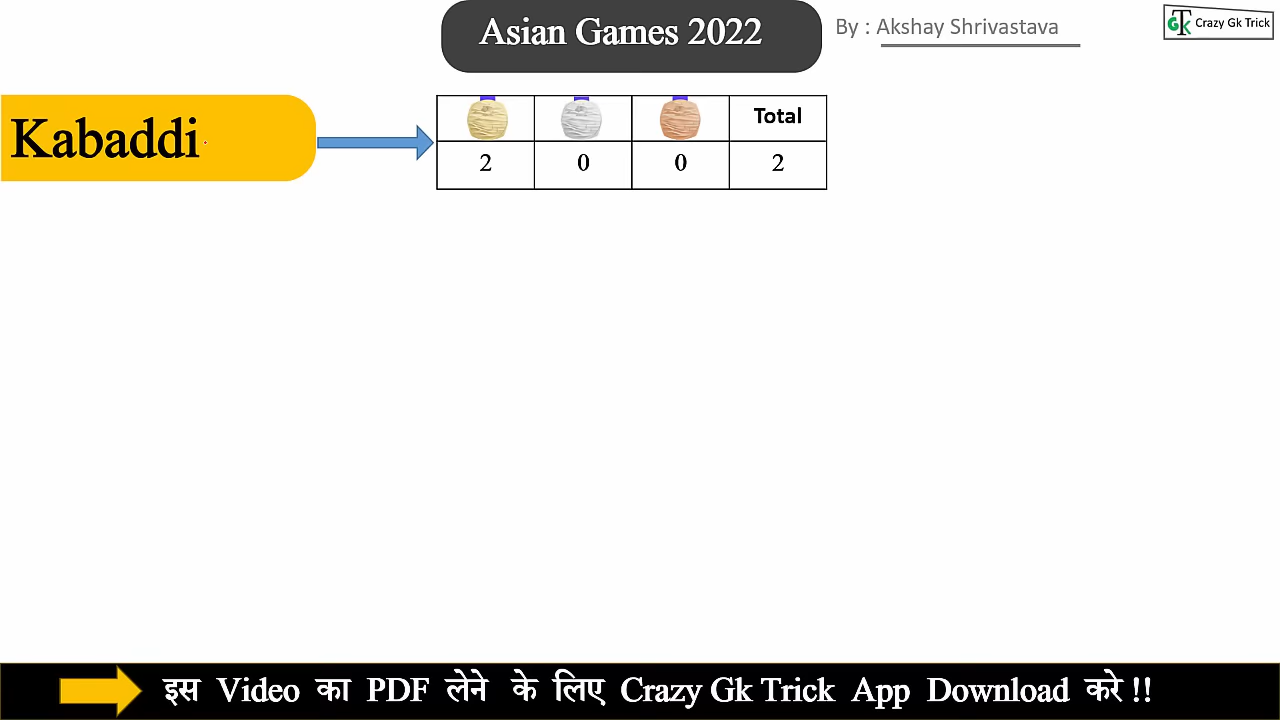 Asian Games 2022
By : Akshay Shrivastava
GK Crazy Gk Trick
Kabaddi
Total
2 0 0 2
इस Video का PDF लेने के लिए Crazy Gk Trick App Download करे !!